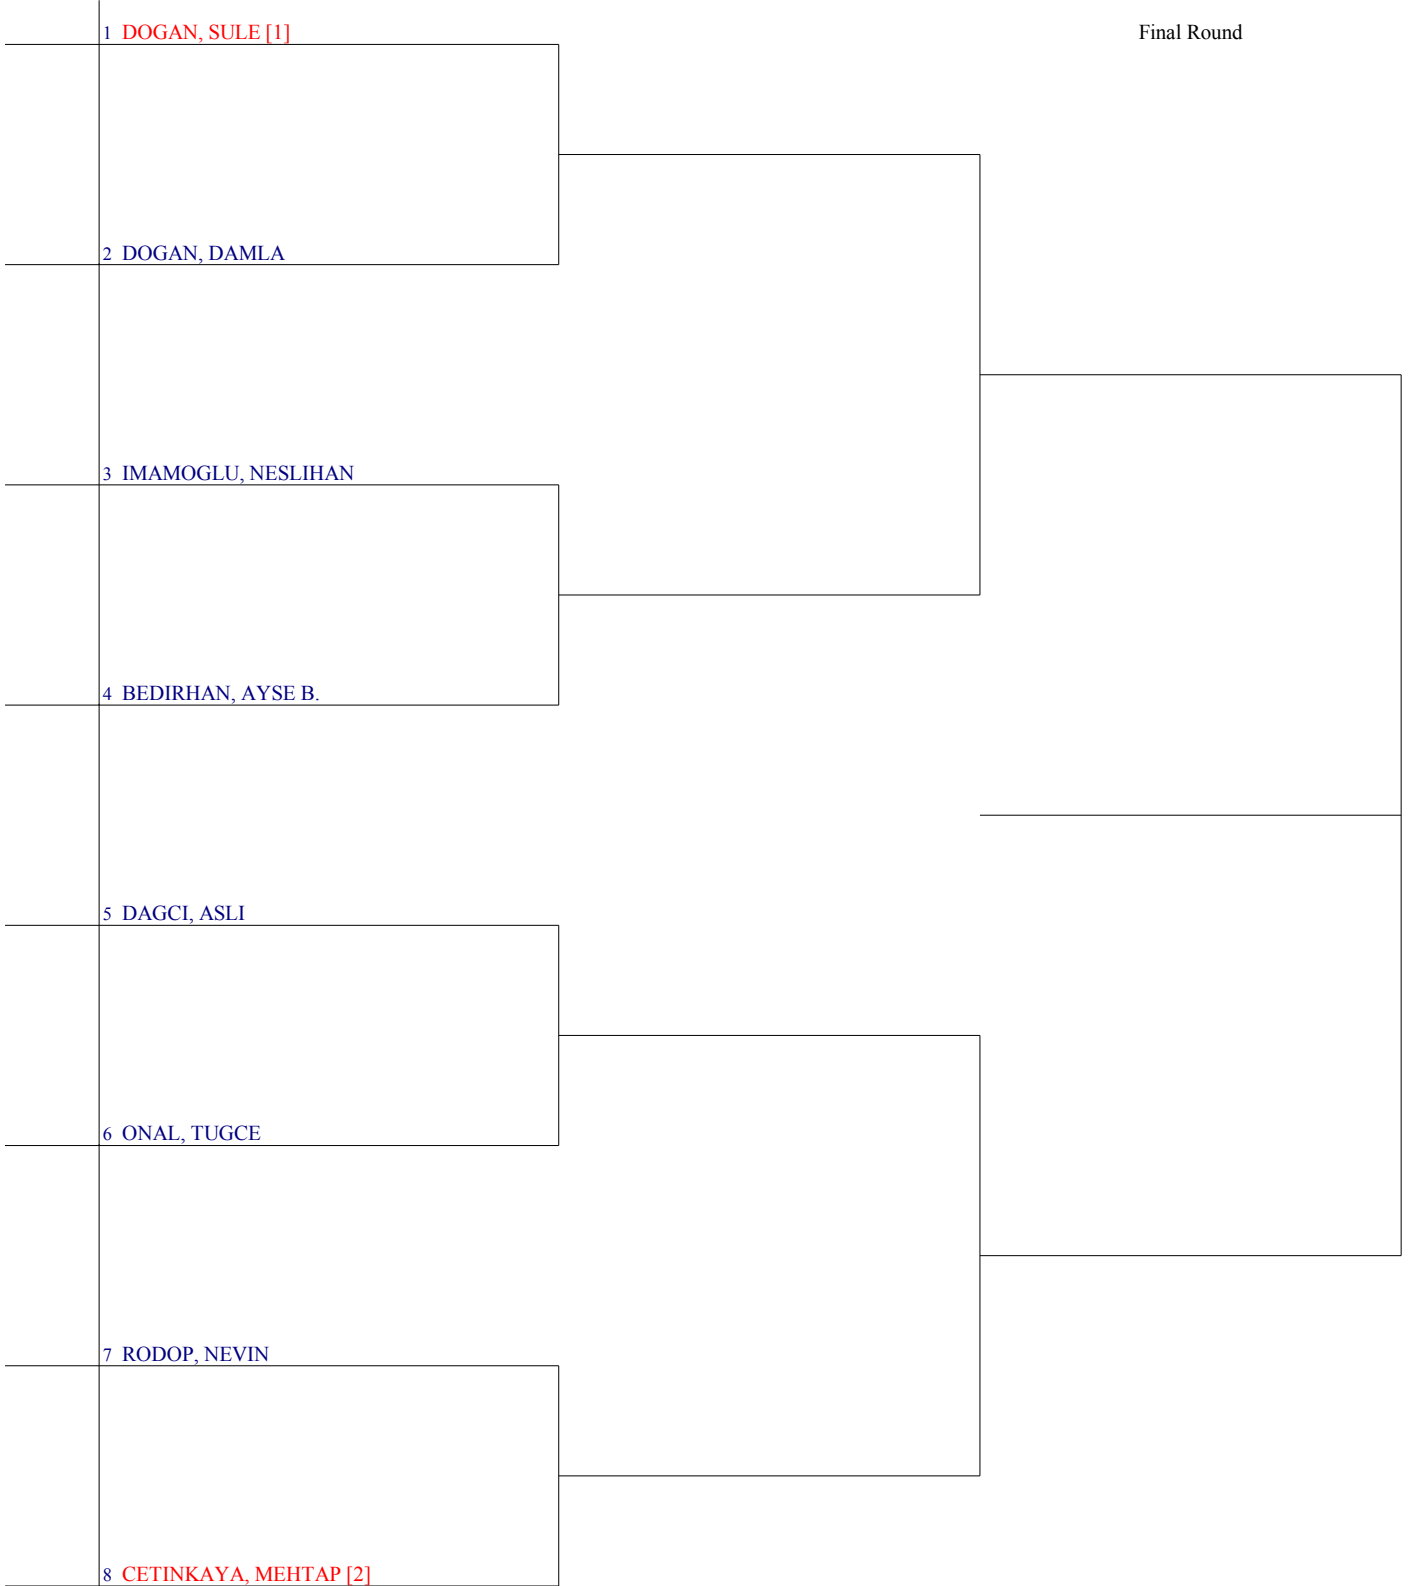 1 DOGAN, SULE [1]
Final Round
2 DOGAN, DAMLA
3 IMAMOGLU, NESLIHAN
4 BEDIRHAN, AYSE B.
5 DAGCI, ASLI
6 ONAL, TUGCE
7 RODOP, NEVIN
8 CETINKAYA, MEHTAP [2]